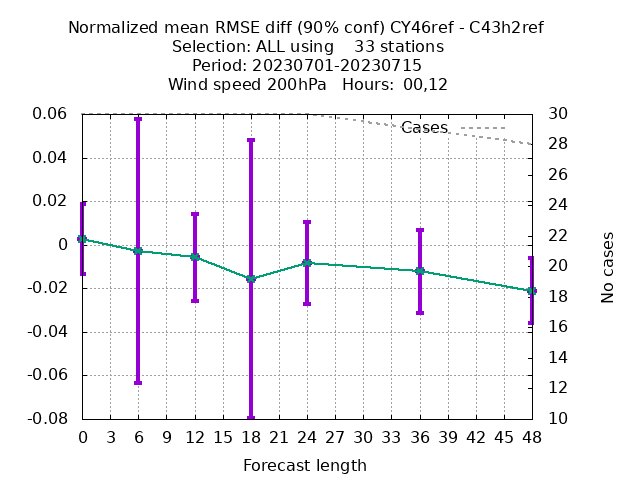 Normalized mean RMSE diff (90% conf) CY46ref - C43h2ref
Selection: ALL using    33 stations
Period: 20230701-20230715
Wind speed 200hPa   Hours:  00,12
0.06
0.04
0.02
0
-0.02
-0.04
-0.06
-0.08
Cases
30
28
26
24
22
20
18
16
14
12
10
No cases
0 3 6 9 12 15 18 21 24 27 30 33 36 39 42 45 48
Forecast length